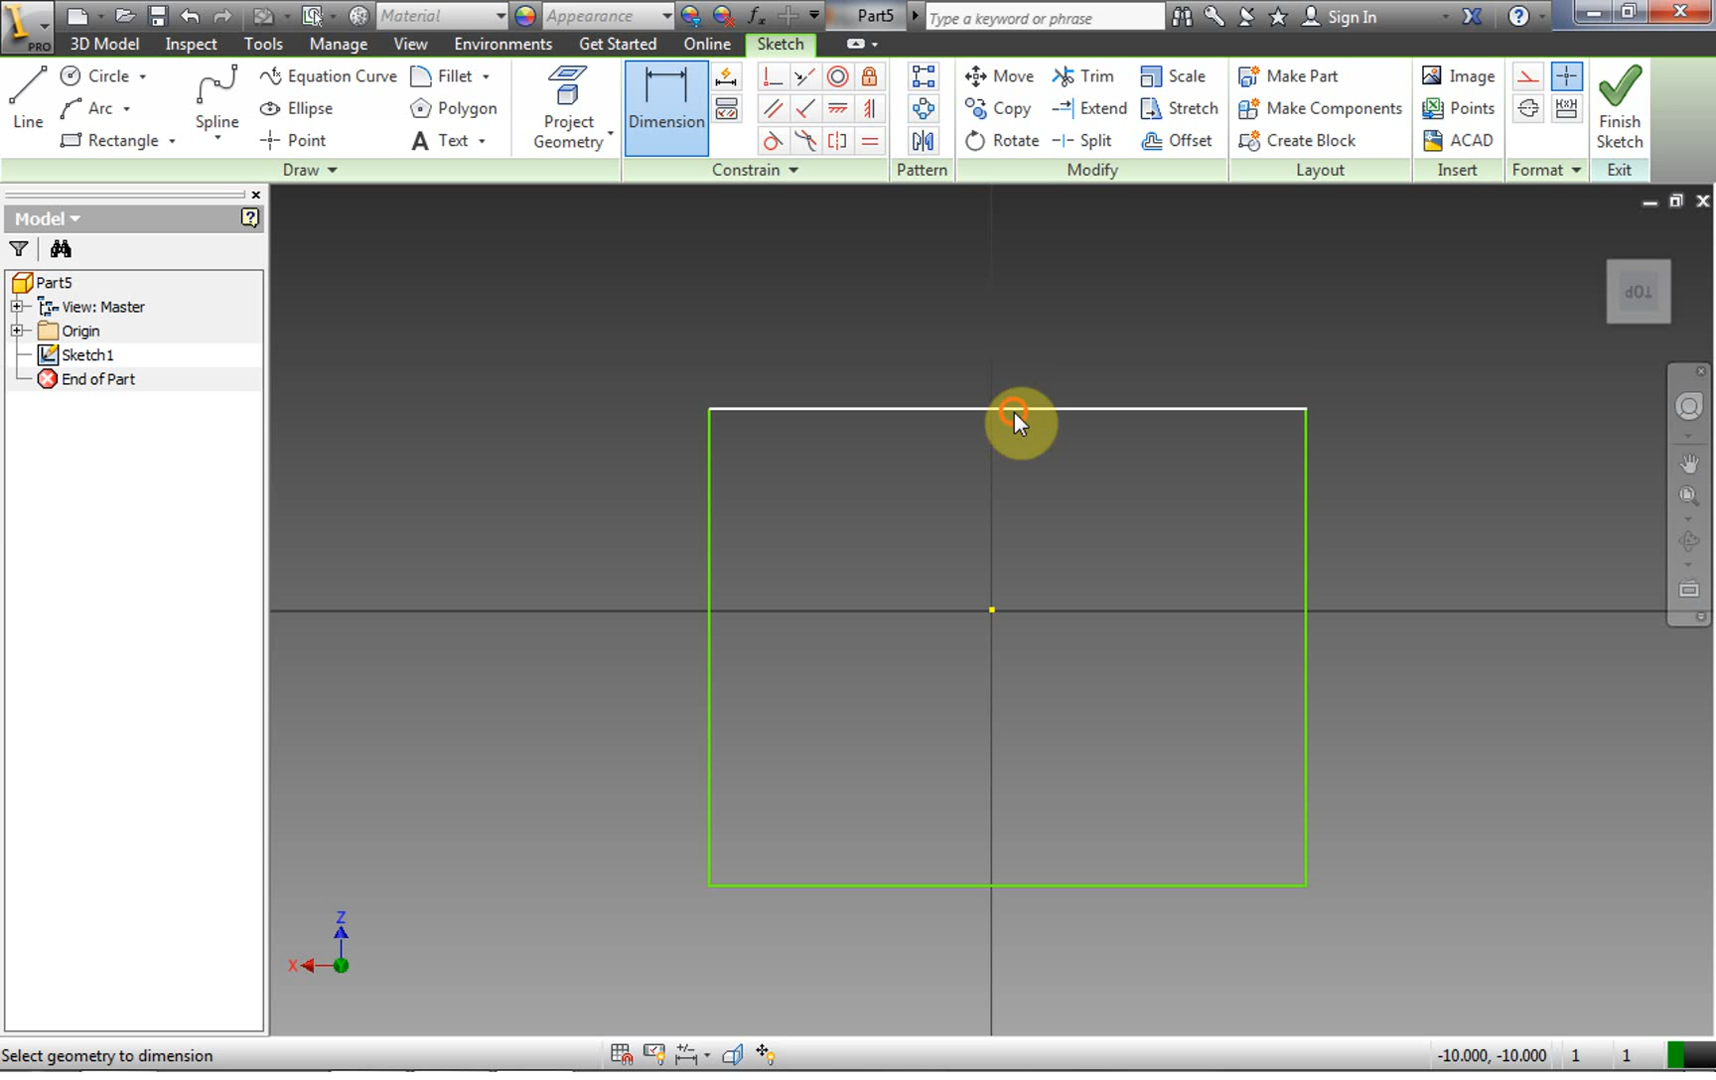 Material
Appearance
Part5
Type a keyword or phrase
Sign In
PRO
3D Model
Inspect
Tools
Manage
View
Environments
Get Started
Online
Sketch
Line
Circle
Arc
Rectangle
Spline
Equation Curve
Ellipse
Point
Fillet
Polygon
A Text
Project
Geometry
Dimension
Move
Copy
Rotate
Trim
Extend
Split
Scale
Stretch
Offset
Make Part
Make Components
Create Block
Image
Points
ACAD
Finish
Sketch
Draw
Constrain
Pattern
Modify
Layout
Insert
Format
Exit
Model
Part5
View: Master
Origin
Sketch1
End of Part
TOP
Z
X
Select geometry to dimension
-10.000, -10.000
1
1